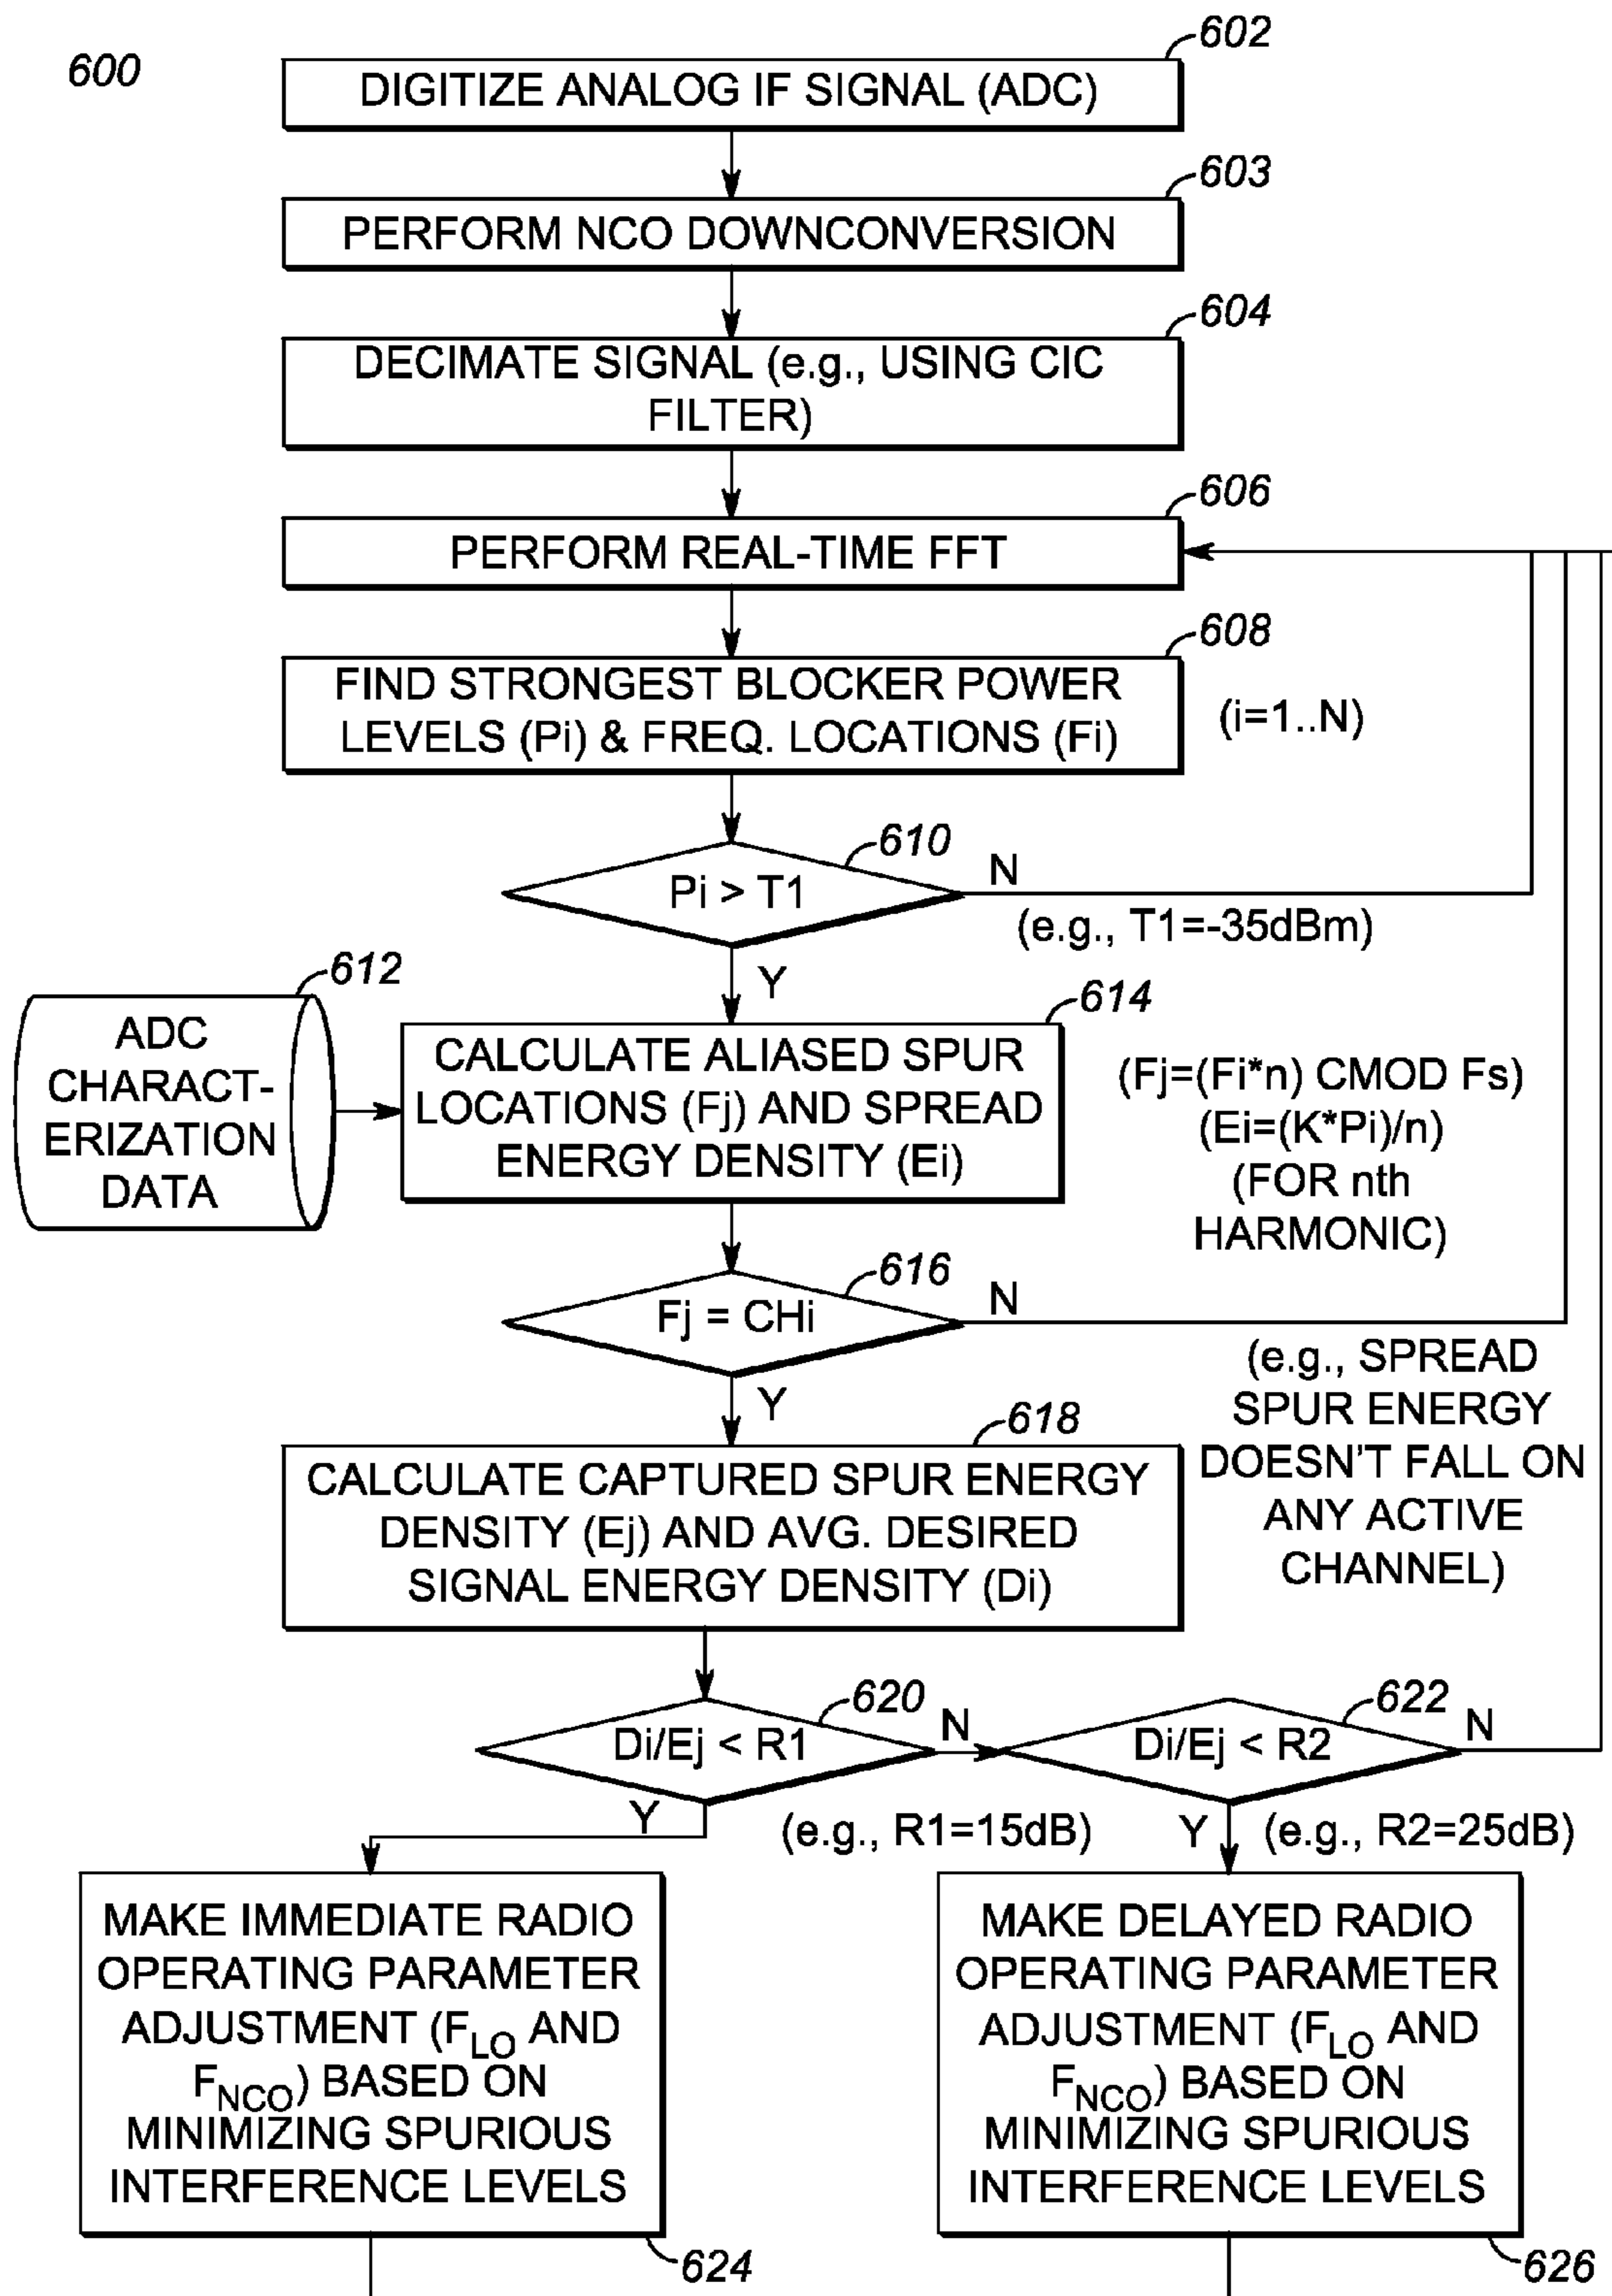 600
602
DIGITIZE ANALOG IF SIGNAL (ADC)
603
PERFORM NCO DOWNCONVERSION
604
DECIMATE SIGNAL (e.g., USING CIC
FILTER)
606
PERFORM REAL-TIME FFT
608
FIND STRONGEST BLOCKER POWER
LEVELS (Pi) & FREQ. LOCATIONS (Fi)
(i=1..N)
610
Pi > T1
N
(e.g., T1=-35dBm)
Y
612
ADC
CHARACT-
ERIZATION
DATA
614
CALCULATE ALIASED SPUR
LOCATIONS (Fj) AND SPREAD
ENERGY DENSITY (Ei)
(Fj=(Fi*n) CMOD Fs)
(Ei=(K*Pi)/n)
(FOR nth
HARMONIC)
616
Fj = CHi
N
(e.g., SPREAD
SPUR ENERGY
DOESN'T FALL ON
ANY ACTIVE
CHANNEL)
Y
618
CALCULATE CAPTURED SPUR ENERGY
DENSITY (Ej) AND AVG. DESIRED
SIGNAL ENERGY DENSITY (Di)
620
Di/Ej < R1
N
622
Di/Ej < R2
N
Y
(e.g., R1=15dB)
Y
(e.g., R2=25dB)
MAKE IMMEDIATE RADIO
OPERATING PARAMETER
ADJUSTMENT (FLO AND
FNCO) BASED ON
MINIMIZING SPURIOUS
INTERFERENCE LEVELS
624
MAKE DELAYED RADIO
OPERATING PARAMETER
ADJUSTMENT (FLO AND
FNCO) BASED ON
MINIMIZING SPURIOUS
INTERFERENCE LEVELS
626